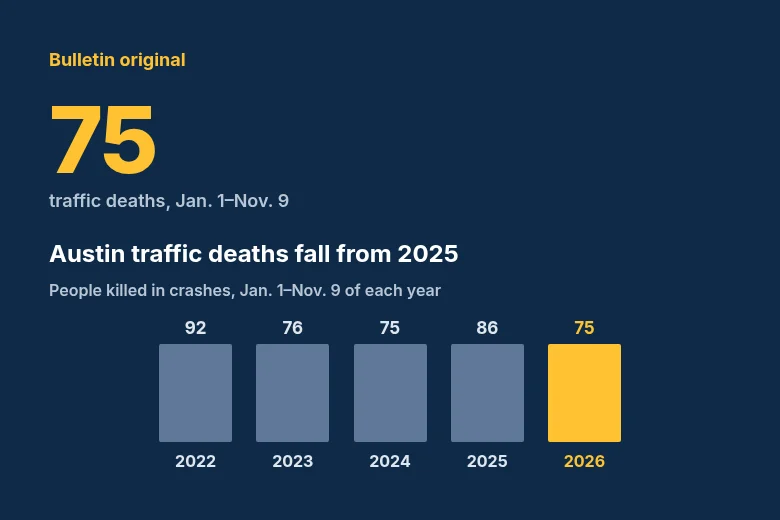 Bulletin original
75
traffic deaths, Jan. 1–Nov. 9
Austin traffic deaths fall from 2025
People killed in crashes, Jan. 1–Nov. 9 of each year
92 76 75 86 75
2022 2023 2024 2025 2026